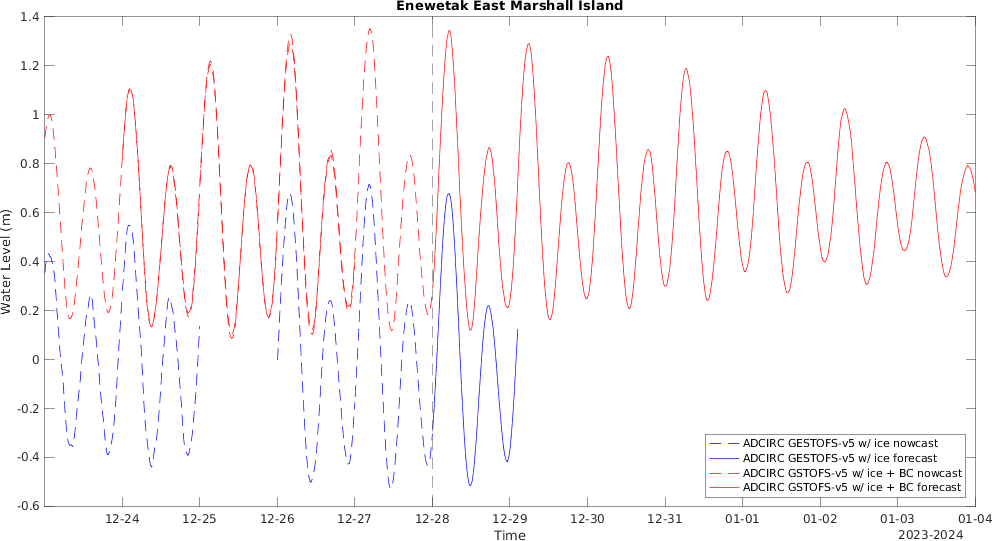 Enewetak East Marshall Island
1.4
1.2
1
0.8
0.6
0.4
0.2
0
-0.2
-0.4
-0.6
Water Level (m)
ADCIRC GESTOFS-v5 w/ ice nowcast
ADCIRC GESTOFS-v5 w/ ice forecast
ADCIRC GSTOFS-v5 w/ ice + BC nowcast
ADCIRC GSTOFS-v5 w/ ice + BC forecast
12-24 12-25 12-26 12-27 12-28 12-29 12-30 12-31 01-01 01-02 01-03 01-04
Time
2023-2024